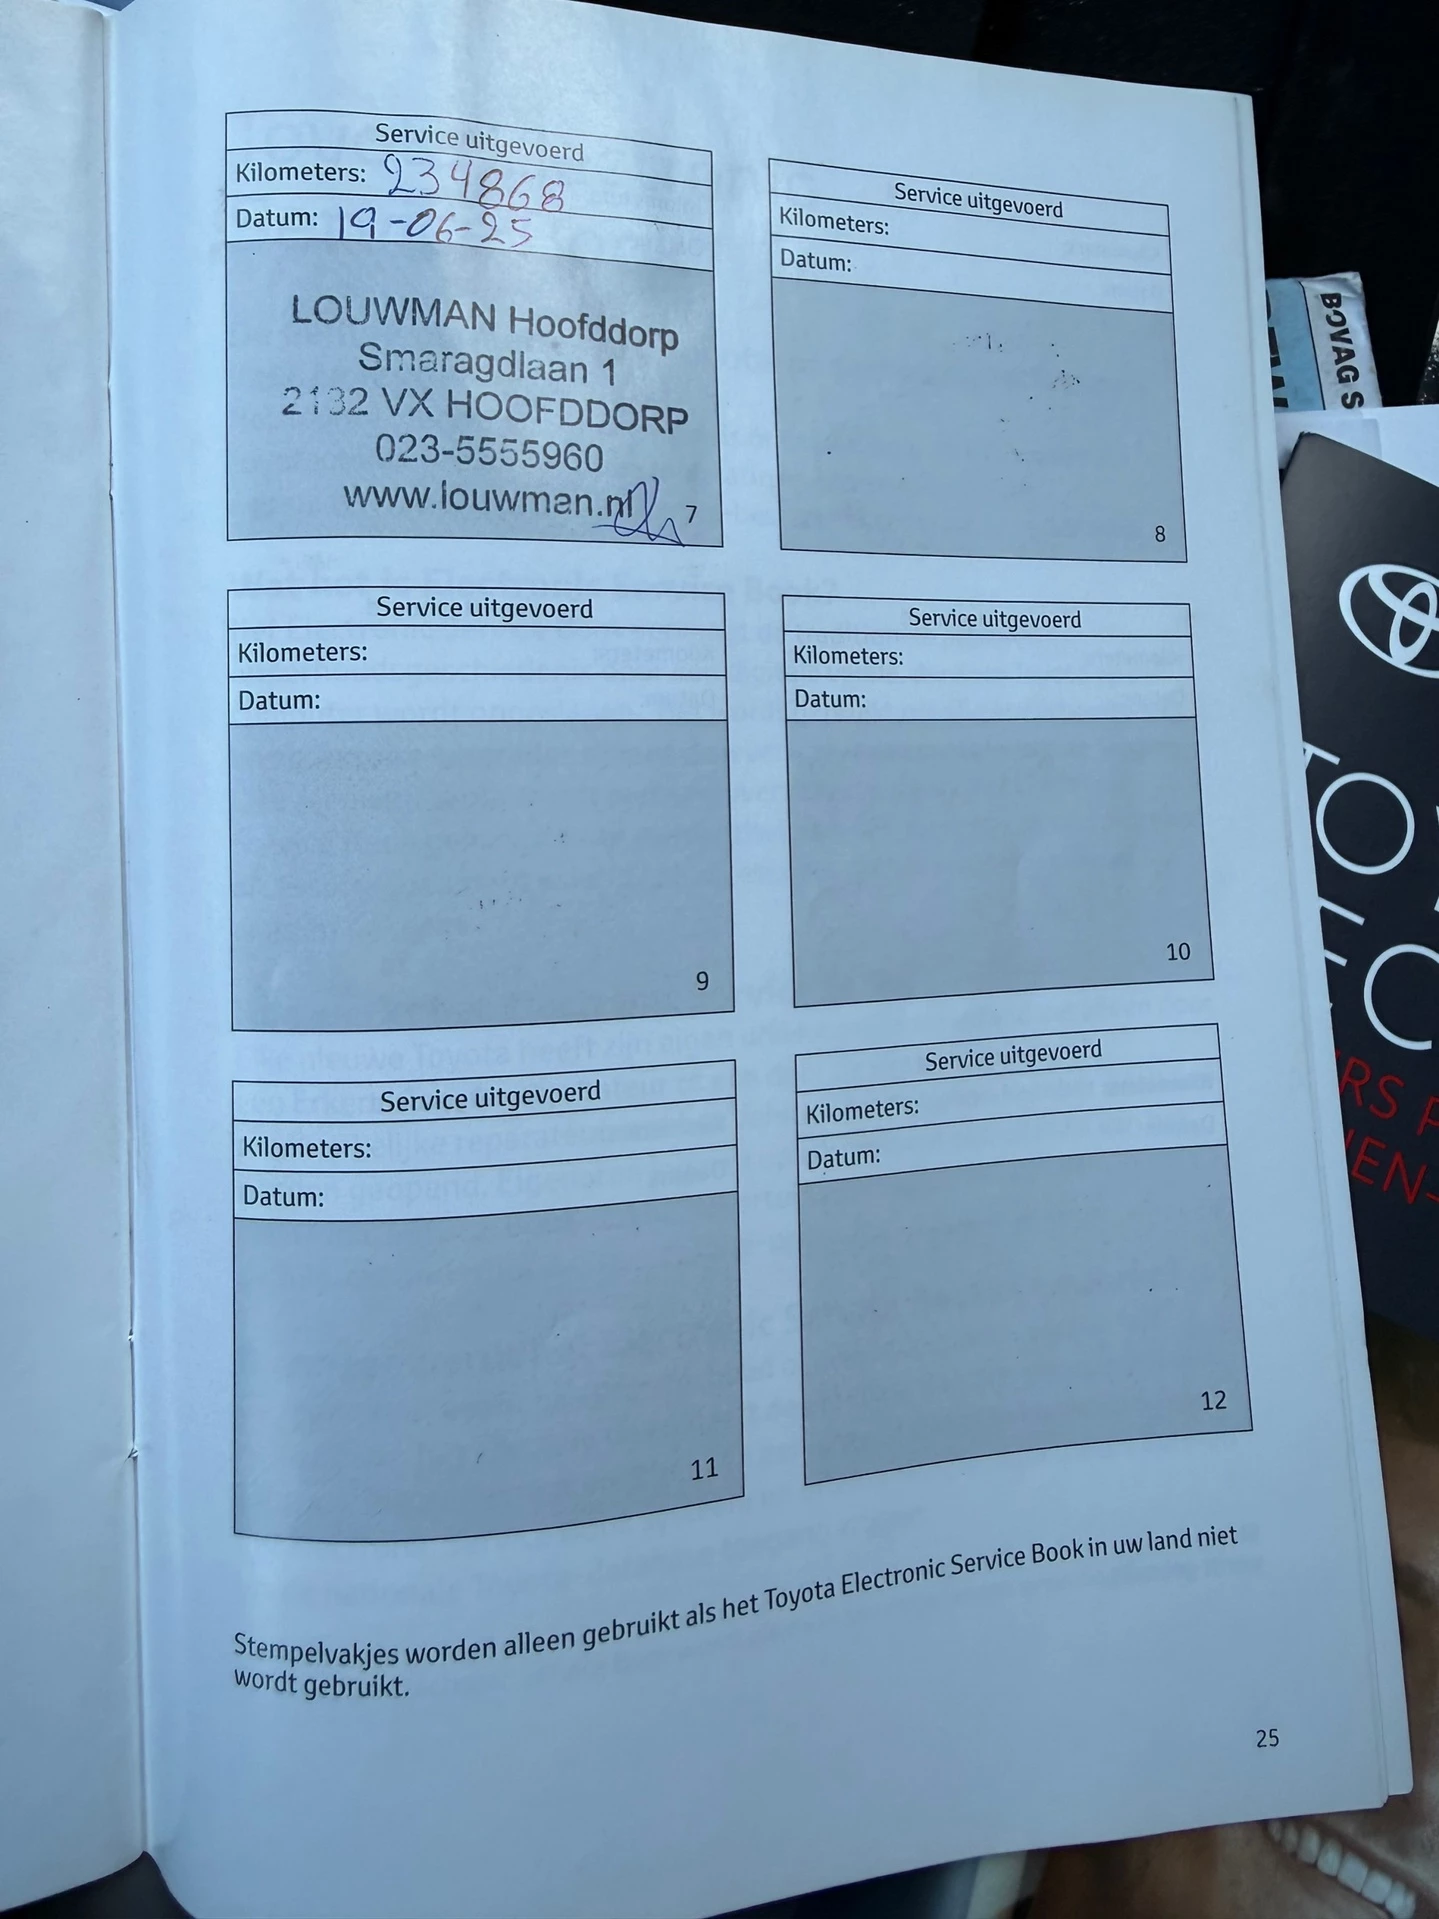 Service uitgevoerd
Kilometers: 234868
Datum: 19-06-25
LOUWMAN Hoofddorp
Smaragdlaan 1
2132 VX HOOFDDORP
023-5555960
www.louwman.nl
7
Service uitgevoerd
Kilometers:
Datum:
8
Service uitgevoerd
Kilometers:
Datum:
9
Service uitgevoerd
Kilometers:
Datum:
10
Service uitgevoerd
Kilometers:
Datum:
11
Service uitgevoerd
Kilometers:
Datum:
12
Stempelvakjes worden alleen gebruikt als het Toyota Electronic Service Book in uw land niet
wordt gebruikt.
25
BOVAG S